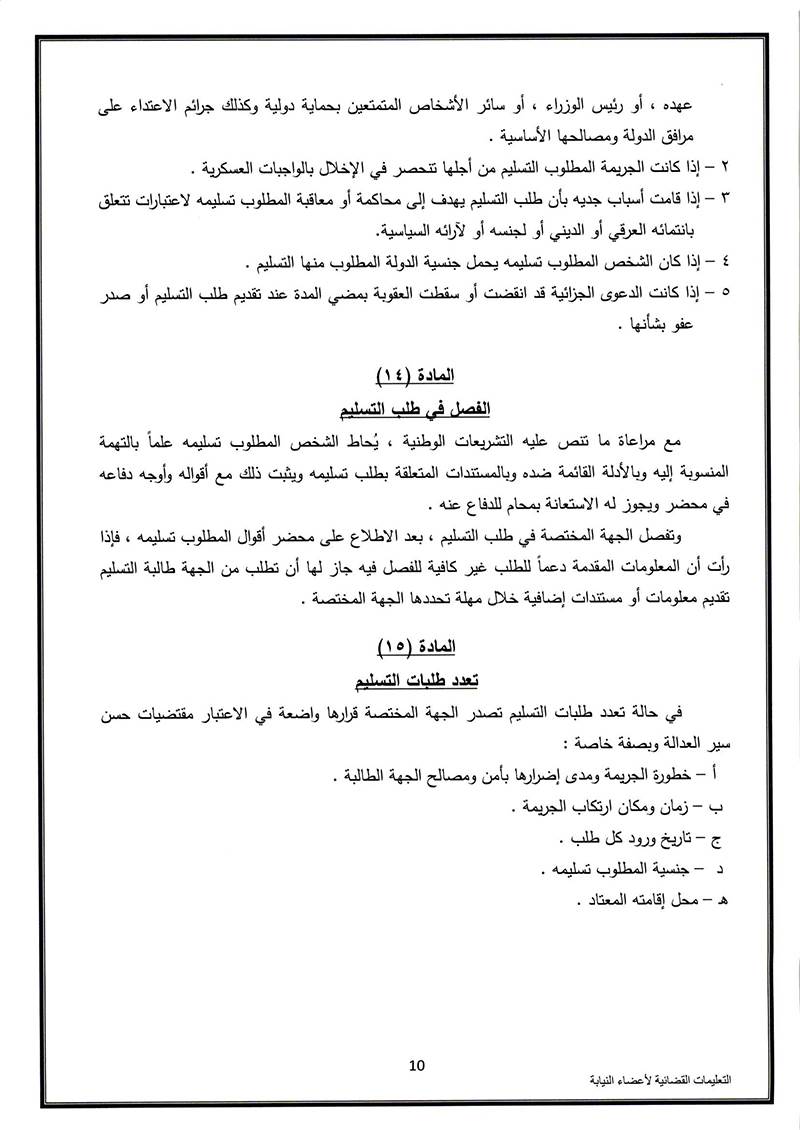 عهده ، أو رئيس الوزراء ، أو سائر الأشخاص المتمتعين بحماية دولية وكذلك جرائم الاعتداء على
مرافق الدولة ومصالحها الأساسية .
٢ – إذا كانت الجريمة المطلوب التسليم من أجلها تنحصر في الإخلال بالواجبات العسكرية .
٣ – إذا قامت أسباب جديه بأن طلب التسليم يهدف إلى محاكمة أو معاقبة المطلوب تسليمه لاعتبارات تتعلق
بانتمائه العرقي أو الديني أو لجنسه أو لآرائه السياسية.
٤ – إذا كان الشخص المطلوب تسليمه يحمل جنسية الدولة المطلوب منها التسليم .
٥ – إذا كانت الدعوى الجزائية قد انقضت أو سقطت العقوبة بمضي المدة عند تقديم طلب التسليم أو صدر
عفو بشأنها .
المادة (١٤)
الفصل في طلب التسليم
مع مراعاة ما تنص عليه التشريعات الوطنية ، يُحاط الشخص المطلوب تسليمه علماً بالتهمة
المنسوبة إليه وبالأدلة القائمة ضده وبالمستندات المتعلقة بطلب تسليمه ويثبت ذلك مع أقواله وأوجه دفاعه
في محضر ويجوز له الاستعانة بمحام للدفاع عنه .
وتفصل الجهة المختصة في طلب التسليم ، بعد الاطلاع على محضر أقوال المطلوب تسليمه ، فإذا
رأت أن المعلومات المقدمة دعماً للطلب غير كافية للفصل فيه جاز لها أن تطلب من الجهة طالبة التسليم
تقديم معلومات أو مستندات إضافية خلال مهلة تحددها الجهة المختصة .
المادة (١٥)
تعدد طلبات التسليم
في حالة تعدد طلبات التسليم تصدر الجهة المختصة قرارها واضعة في الاعتبار مقتضيات حسن
سير العدالة وبصفة خاصة :
أ – خطورة الجريمة ومدى إضرارها بأمن ومصالح الجهة الطالبة .
ب – زمان ومكان ارتكاب الجريمة .
ج – تاريخ ورود كل طلب .
د – جنسية المطلوب تسليمه .
هـ – محل إقامته المعتاد .
10
التعليمات القضائية لأعضاء النيابة